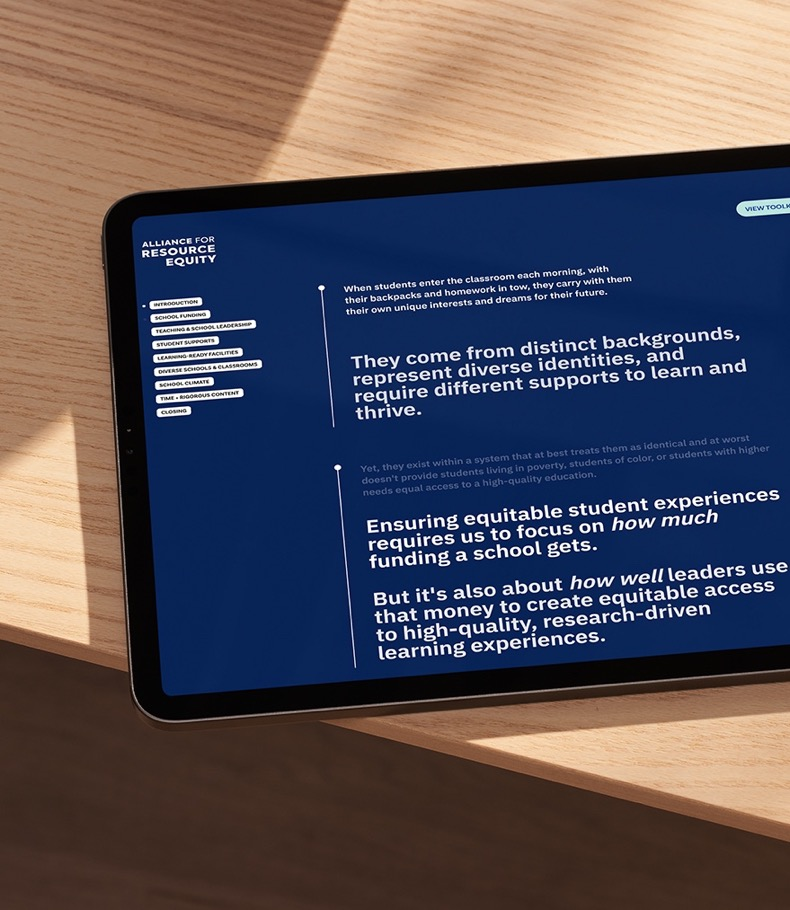 ALLIANCE FOR
RESOURCE
EQUITY
VIEW
INTRODUCTION
SCHOOL FUNDING
TEACHING & SCHOOL LEADERSHIP
STUDENT SUPPORTS
LEARNING-READY FACILITIES
DIVERSE SCHOOLS & CLASSROOMS
SCHOOL CLIMATE
TIME + RIGOROUS CONTENT
CLOSING
When students enter the classroom each morning, with
their backpacks and homework in tow, they carry with them
their own unique interests and dreams for their future.
They come from distinct backgrounds,
represent diverse identities, and
require different supports to learn and
thrive.
Yet, they exist within a system that at best treats them as identical and at worst
doesn't provide students living in poverty, students of color, or students with higher
needs equal access to a high-quality education.
Ensuring equitable student experiences
requires us to focus on how much
funding a school gets.
But it's also about how well leaders use
that money to create equitable access
to high-quality, research-driven
learning experiences.